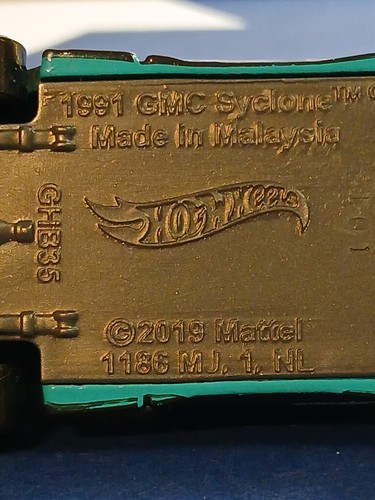 1991 GMC Syclone™
Made In Malaysia
Hot Wheels
GHB35
©2019 Mattel
1186 MJ, 1, NL